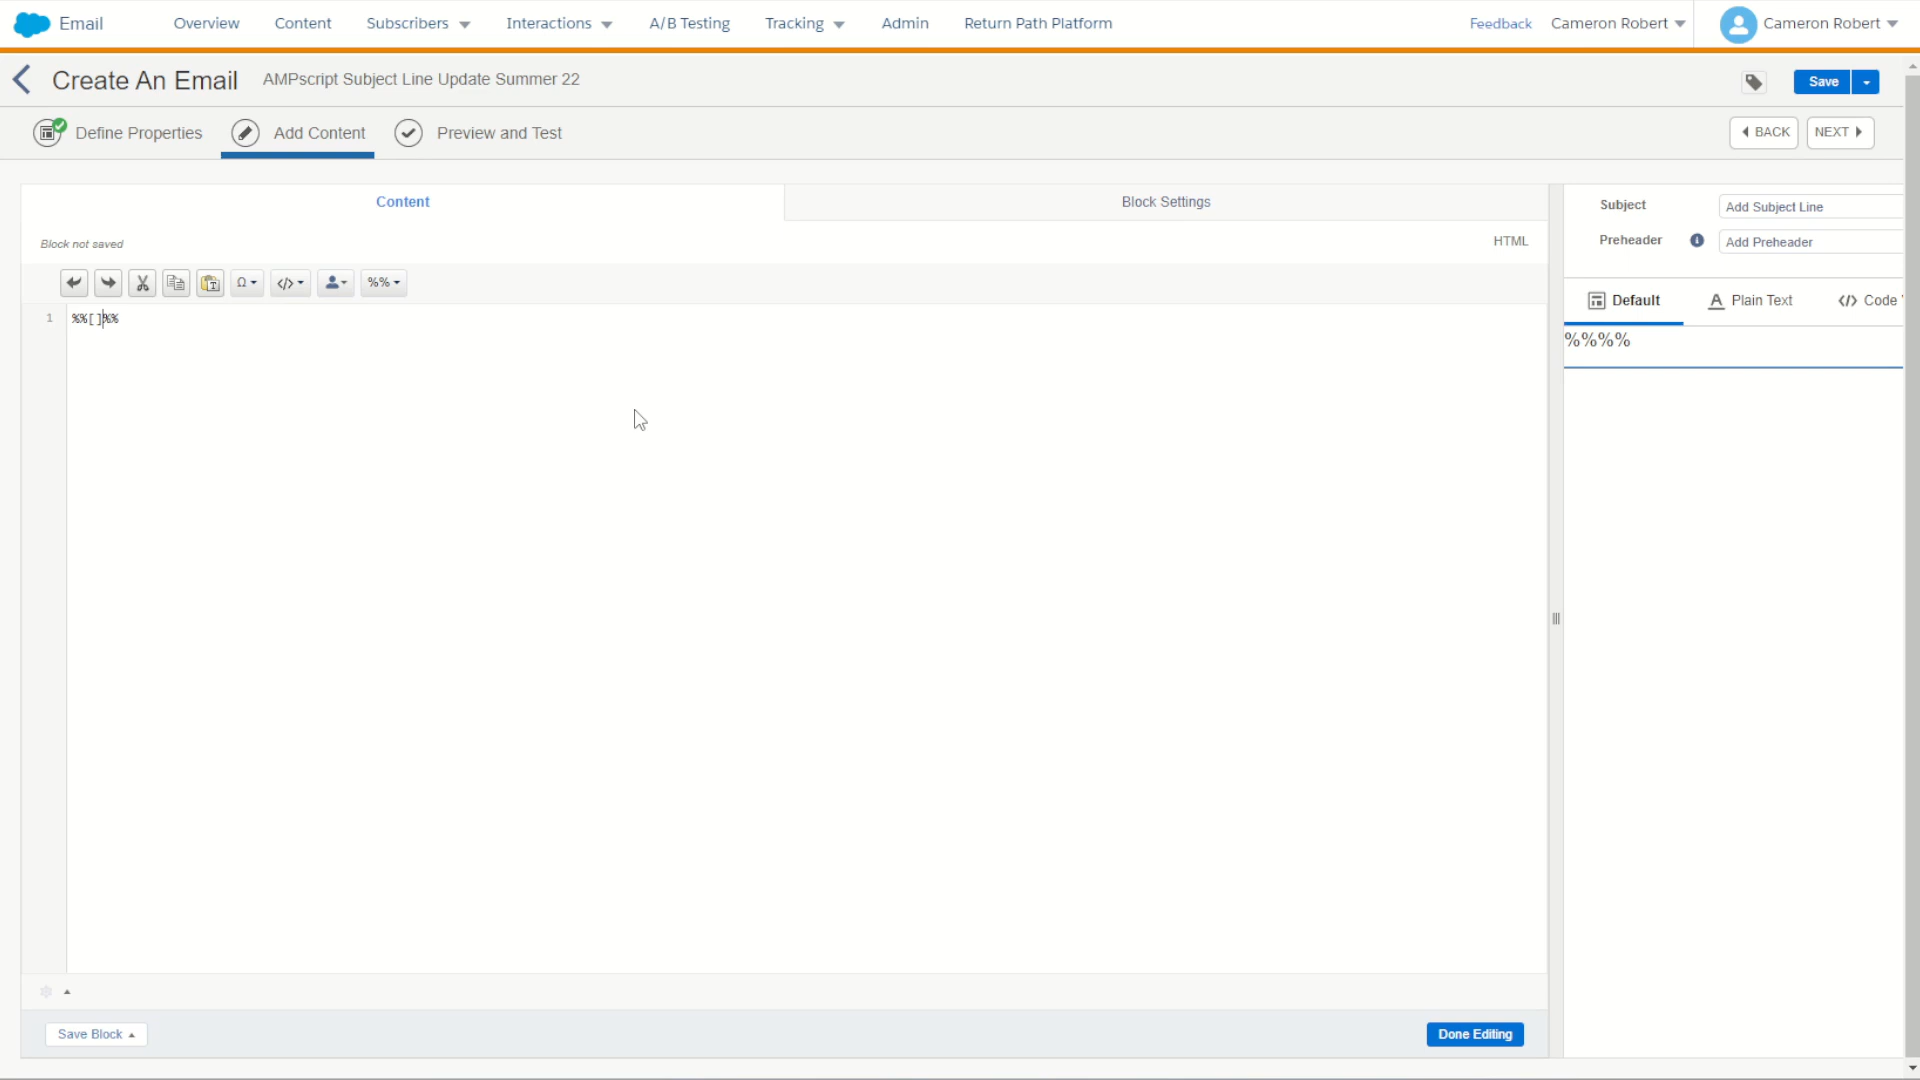 Email Overview Content Subscribers Interactions A/B Testing Tracking Admin Return Path Platform Feedback Cameron Robert Cameron Robert
Create An Email AMPscript Subject Line Update Summer 22 Save
Define Properties Add Content Preview and Test BACK NEXT
Content Block Settings
Subject Add Subject Line
Block not saved HTML
Preheader Add Preheader
Ω </> %%
Default Plain Text </> Code
1 %%[]%%
%%%%
Save Block Done Editing